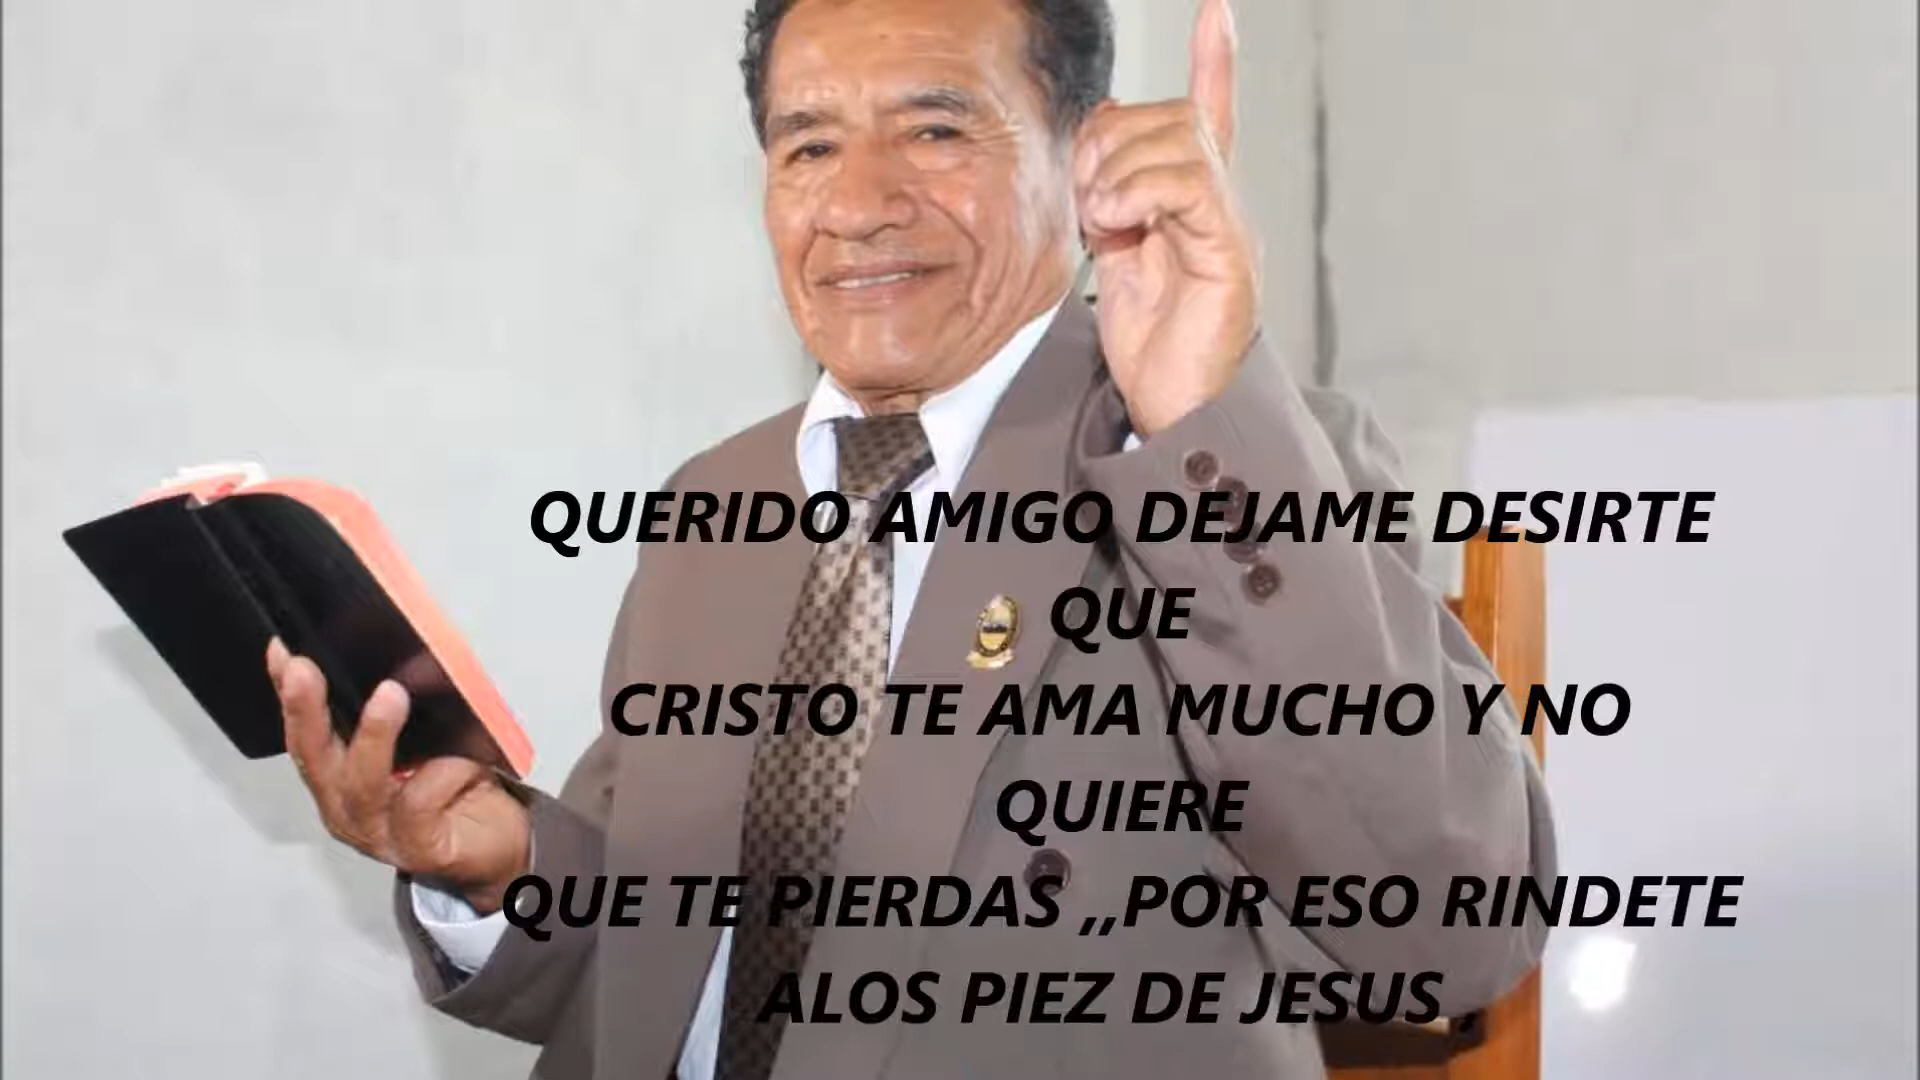 QUERIDO AMIGO DEJAME DESIRTE
QUE
CRISTO TE AMA MUCHO Y NO
QUIERE
QUE TE PIERDAS ,,POR ESO RINDETE
ALOS PIEZ DE JESUS ,